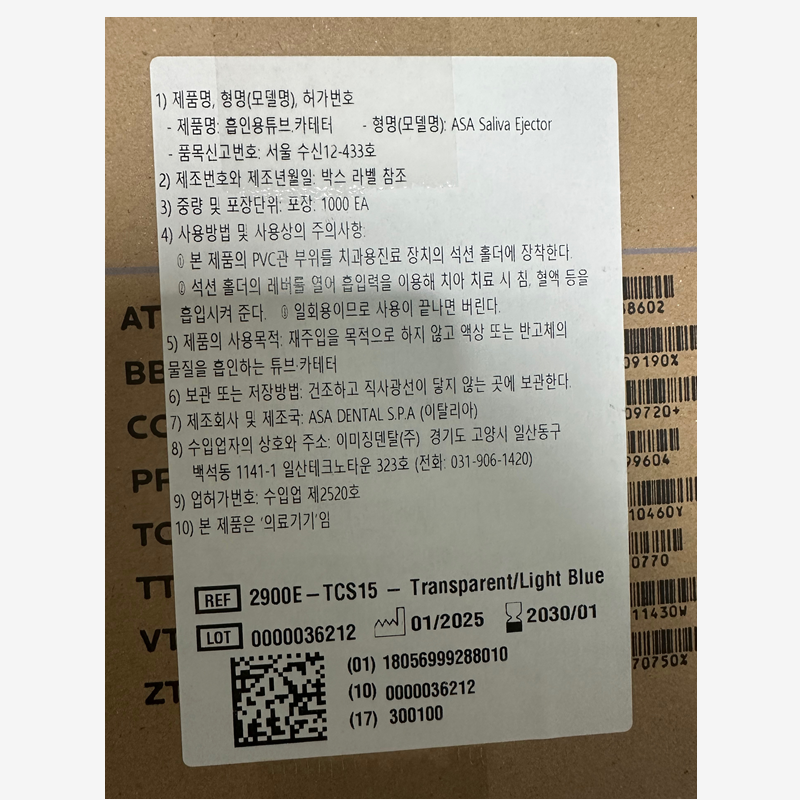 1) 제품명, 형명(모델명), 허가번호
- 제품명: 흡인용튜브.카테터 - 형명(모델명): ASA Saliva Ejector
- 품목신고번호: 서울 수신12-433호
2) 제조번호와 제조년월일: 박스 라벨 참조
3) 중량 및 포장단위: 포장: 1000 EA
4) 사용방법 및 사용상의 주의사항:
① 본 제품의 PVC관 부위를 치과용진료 장치의 석션 홀더에 장착한다.
② 석션 홀더의 레버를 열어 흡입력을 이용해 치아 치료 시 침, 혈액 등을
흡입시켜 준다. ③ 일회용이므로 사용이 끝나면 버린다.
5) 제품의 사용목적: 재주입을 목적으로 하지 않고 액상 또는 반고체의
물질을 흡인하는 튜브·카테터
6) 보관 또는 저장방법: 건조하고 직사광선이 닿지 않는 곳에 보관한다.
7) 제조회사 및 제조국: ASA DENTAL S.P.A (이탈리아)
8) 수입업자의 상호와 주소: 이미징덴탈(주) 경기도 고양시 일산동구
백석동 1141-1 일산테크노타운 323호 (전화: 031-906-1420)
9) 업허가번호: 수입업 제2520호
10) 본 제품은 '의료기기'임
REF 2900E-TCS15 - Transparent/Light Blue
LOT 0000036212 01/2025 2030/01
(01) 18056999288010
(10) 0000036212
(17) 300100
AT
BB
CO
PP
TC
TT
VT
ZT
8602
09190%
09720+
99604
10460Y
0770
11430W
70750%